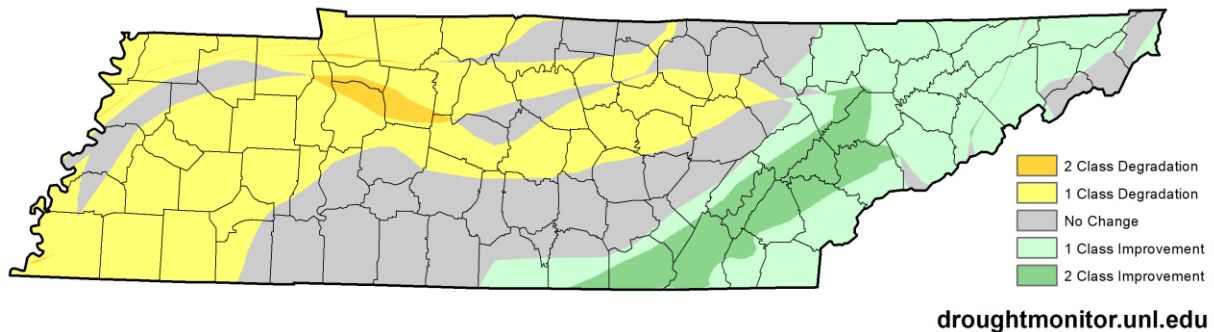 2 Class Degradation
1 Class Degradation
No Change
1 Class Improvement
2 Class Improvement
droughtmonitor.unl.edu